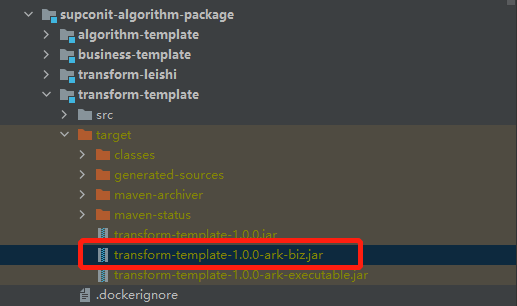 supconit-algorithm-package
algorithm-template
business-template
transform-leishi
transform-template
src
target
classes
generated-sources
maven-archiver
maven-status
transform-template-1.0.0.jar
transform-template-1.0.0-ark-biz.jar
transform-template-1.0.0-ark-executable.jar
.dockerignore